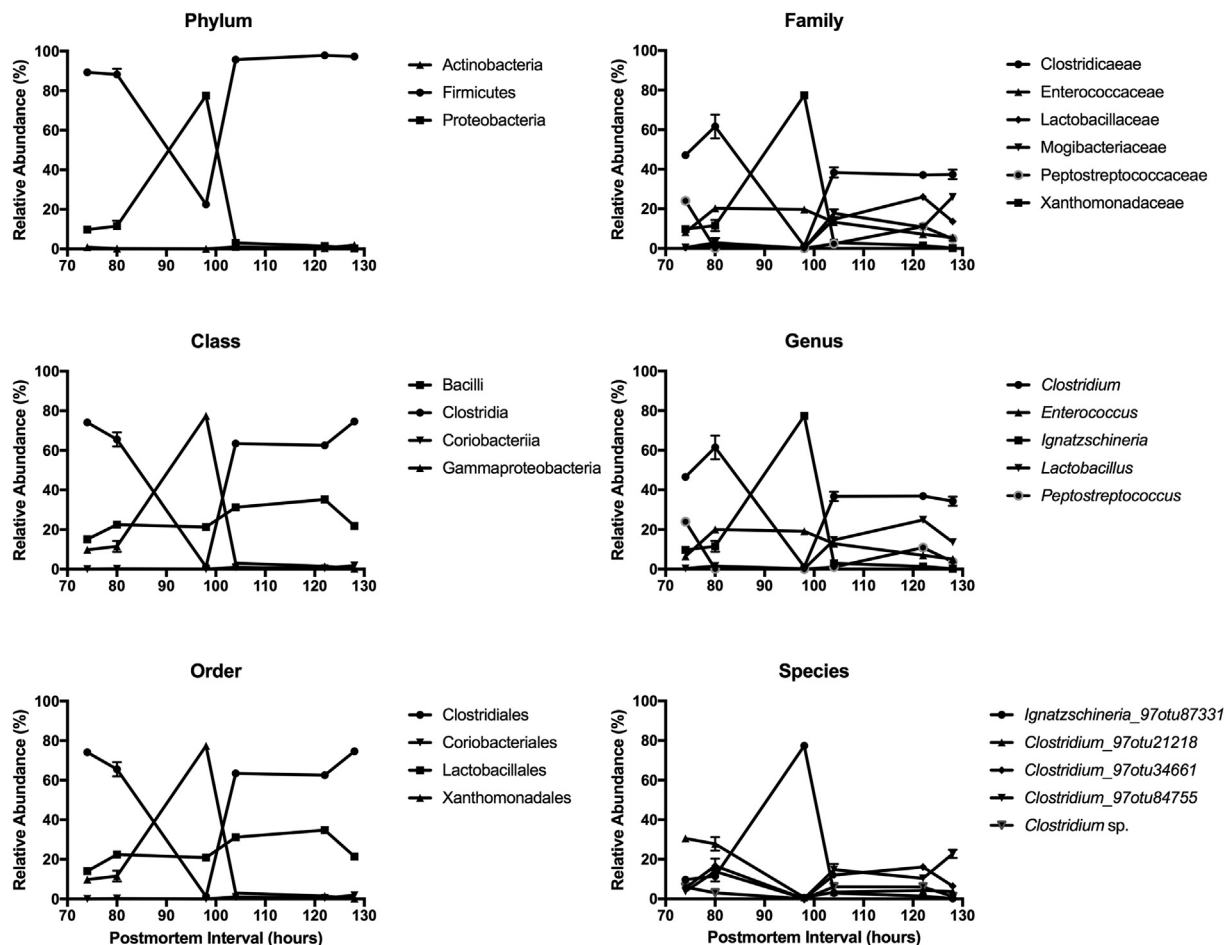 Phylum
Relative Abundance (%)
100
80
60
40
20
0
70 80 90 100 110 120 130
Actinobacteria
Firmicutes
Proteobacteria
Family
Relative Abundance (%)
100
80
60
40
20
0
70 80 90 100 110 120 130
Clostridicaeae
Enterococcaceae
Lactobacillaceae
Mogibacteriaceae
Peptostreptococcaceae
Xanthomonadaceae
Class
Relative Abundance (%)
100
80
60
40
20
0
70 80 90 100 110 120 130
Bacilli
Clostridia
Coriobacteriia
Gammaproteobacteria
Genus
Relative Abundance (%)
100
80
60
40
20
0
70 80 90 100 110 120 130
Clostridium
Enterococcus
Ignatzschineria
Lactobacillus
Peptostreptococcus
Order
Relative Abundance (%)
100
80
60
40
20
0
70 80 90 100 110 120 130
Postmortem Interval (hours)
Clostridiales
Coriobacteriales
Lactobacillales
Xanthomonadales
Species
Relative Abundance (%)
100
80
60
40
20
0
70 80 90 100 110 120 130
Postmortem Interval (hours)
Ignatzschineria_97otu87331
Clostridium_97otu21218
Clostridium_97otu34661
Clostridium_97otu84755
Clostridium sp.